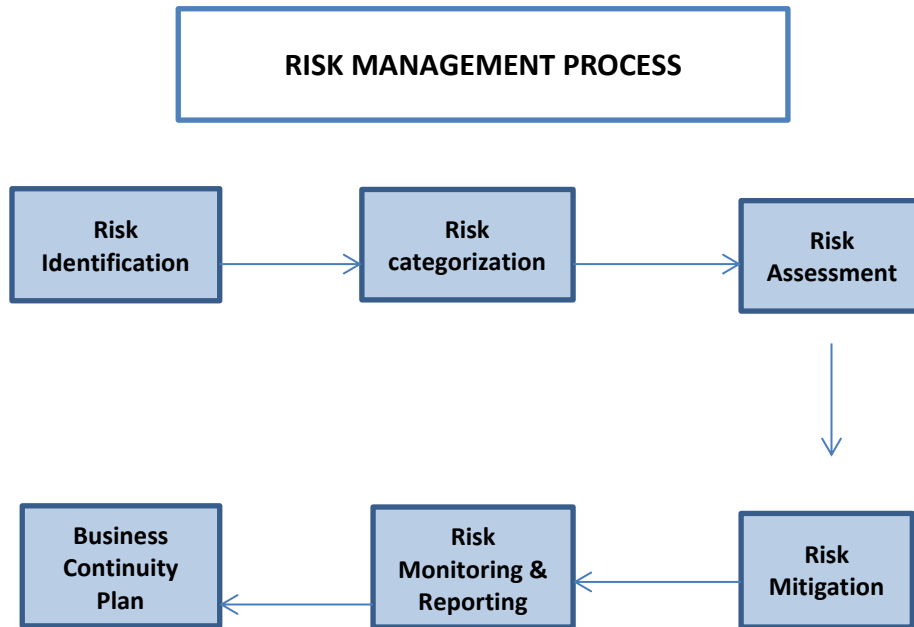 RISK MANAGEMENT PROCESS
Risk
Identification
Risk
categorization
Risk
Assessment
Business
Continuity
Plan
Risk
Monitoring &
Reporting
Risk
Mitigation